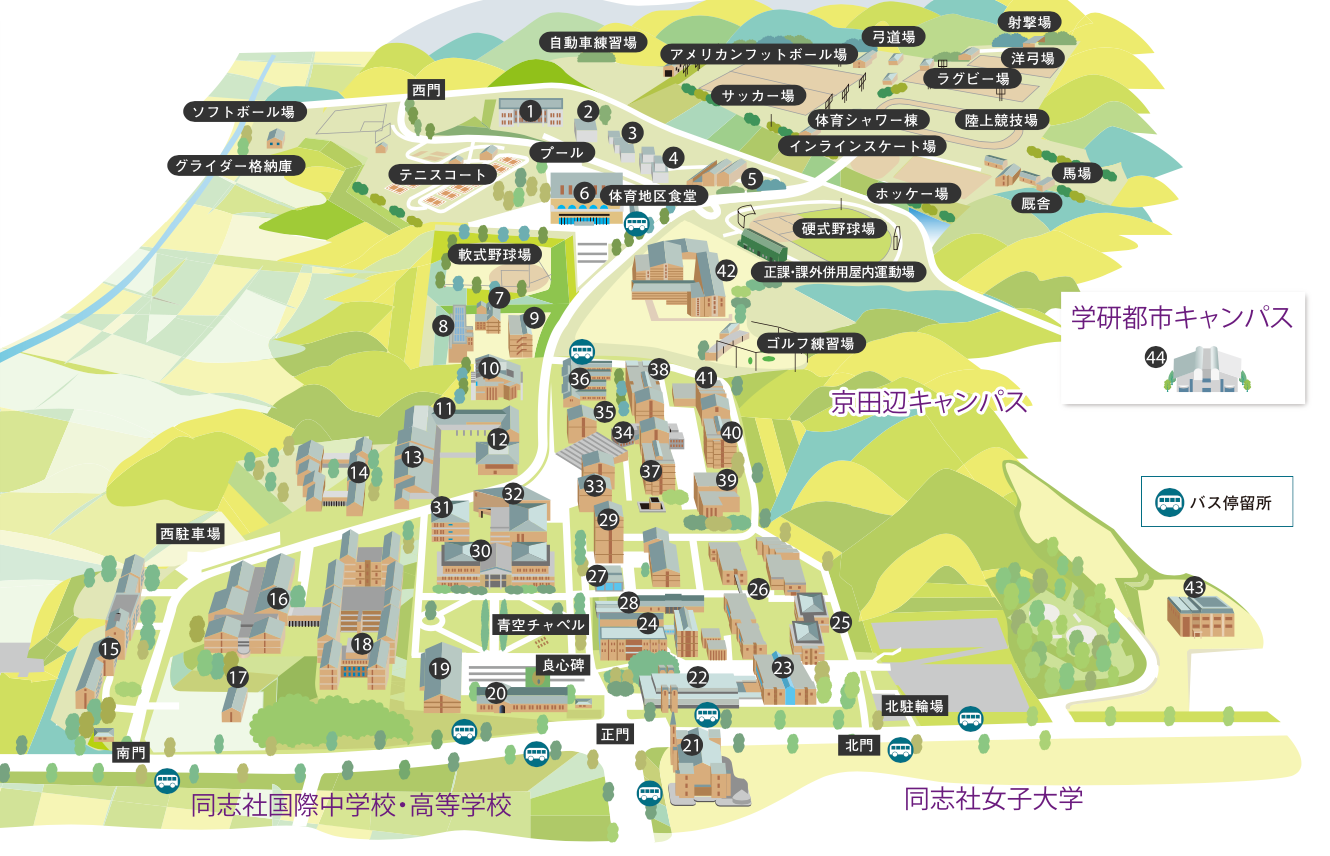 射撃場
弓道場
自動車練習場
アメリカンフットボール場
洋弓場
ラグビー場
西門
サッカー場
ソフトボール場
1
2
体育シャワー棟
陸上競技場
3
インラインスケート場
プール
4
グライダー格納庫
テニスコート
5
馬場
6
体育地区食堂
ホッケー場
厩舎
硬式野球場
軟式野球場
42
正課・課外併用屋内運動場
7
8
9
学研都市キャンパス
ゴルフ練習場
44
10
36
38
41
京田辺キャンパス
11
35
12
34
40
13
14
37
39
33
32
31
バス停留所
29
西駐車場
30
27
26
43
16
28
青空チャペル
24
25
18
15
良心碑
19
23
17
22
20
北駐輪場
正門
21
北門
南門
同志社国際中学校・高等学校
同志社女子大学